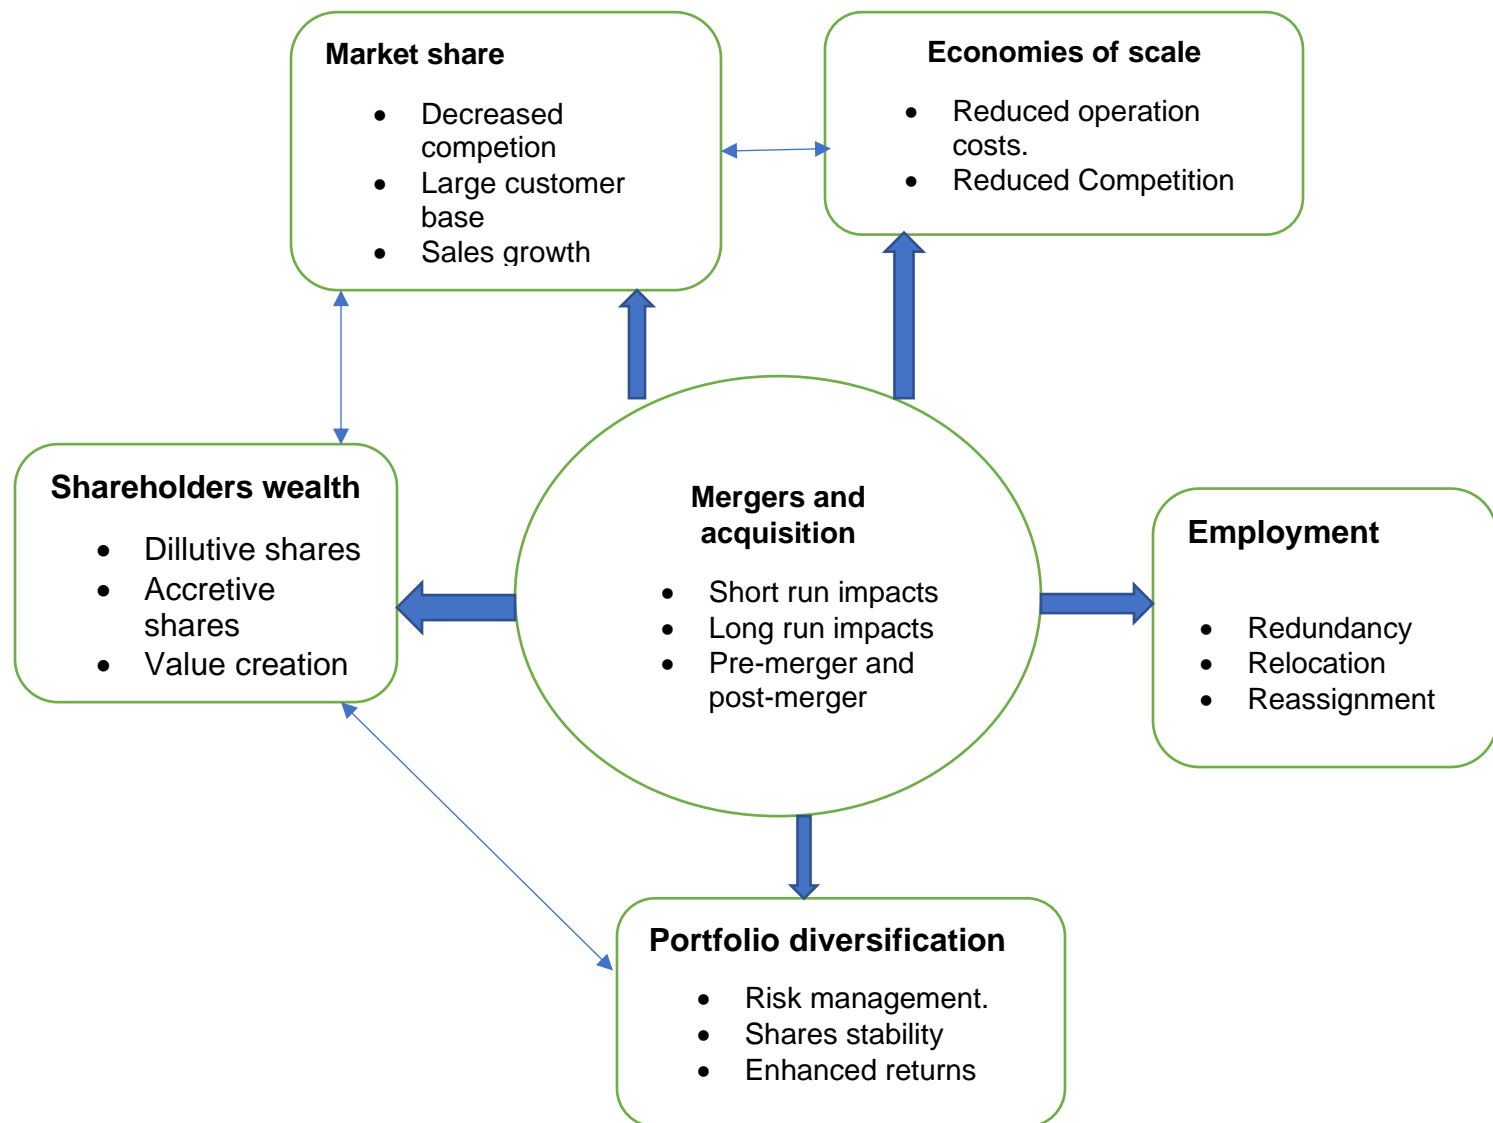 Market share
• Decreased
competion
• Large customer
base
• Sales growth
Economies of scale
• Reduced operation
costs.
• Reduced Competition
Shareholders wealth
• Dillutive shares
• Accretive
shares
• Value creation
Mergers and
acquisition
• Short run impacts
• Long run impacts
• Pre-merger and
post-merger
Employment
• Redundancy
• Relocation
• Reassignment
Portfolio diversification
• Risk management.
• Shares stability
• Enhanced returns